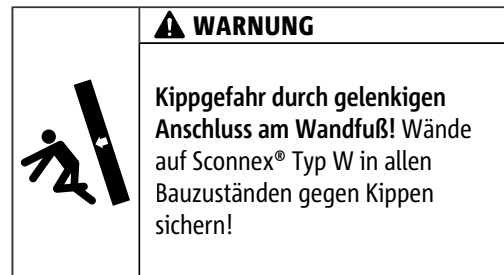 ⚠ WARNUNG
Kippgefahr durch gelenkigen
Anschluss am Wandfuß! Wände
auf Sconnex® Typ W in allen
Bauzuständen gegen Kippen
sichern!